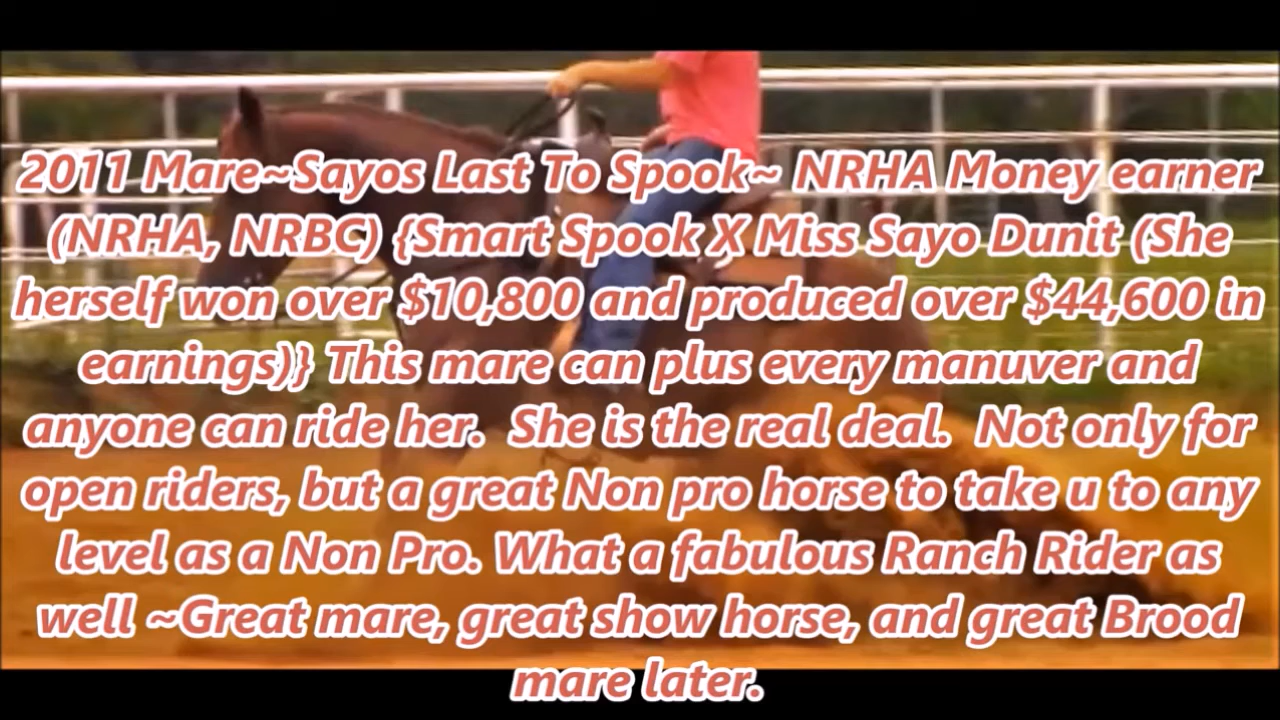 2011 Mare~Sayos Last To Spook~ NRHA Money earner
(NRHA, NRBC) {Smart Spook X Miss Sayo Dunit (She
herself won over $10,800 and produced over $44,600 in
earnings)} This mare can plus every manuver and
anyone can ride her.  She is the real deal.  Not only for
open riders, but a great Non pro horse to take u to any
level as a Non Pro. What a fabulous Ranch Rider as
well ~Great mare, great show horse, and great Brood
mare later.